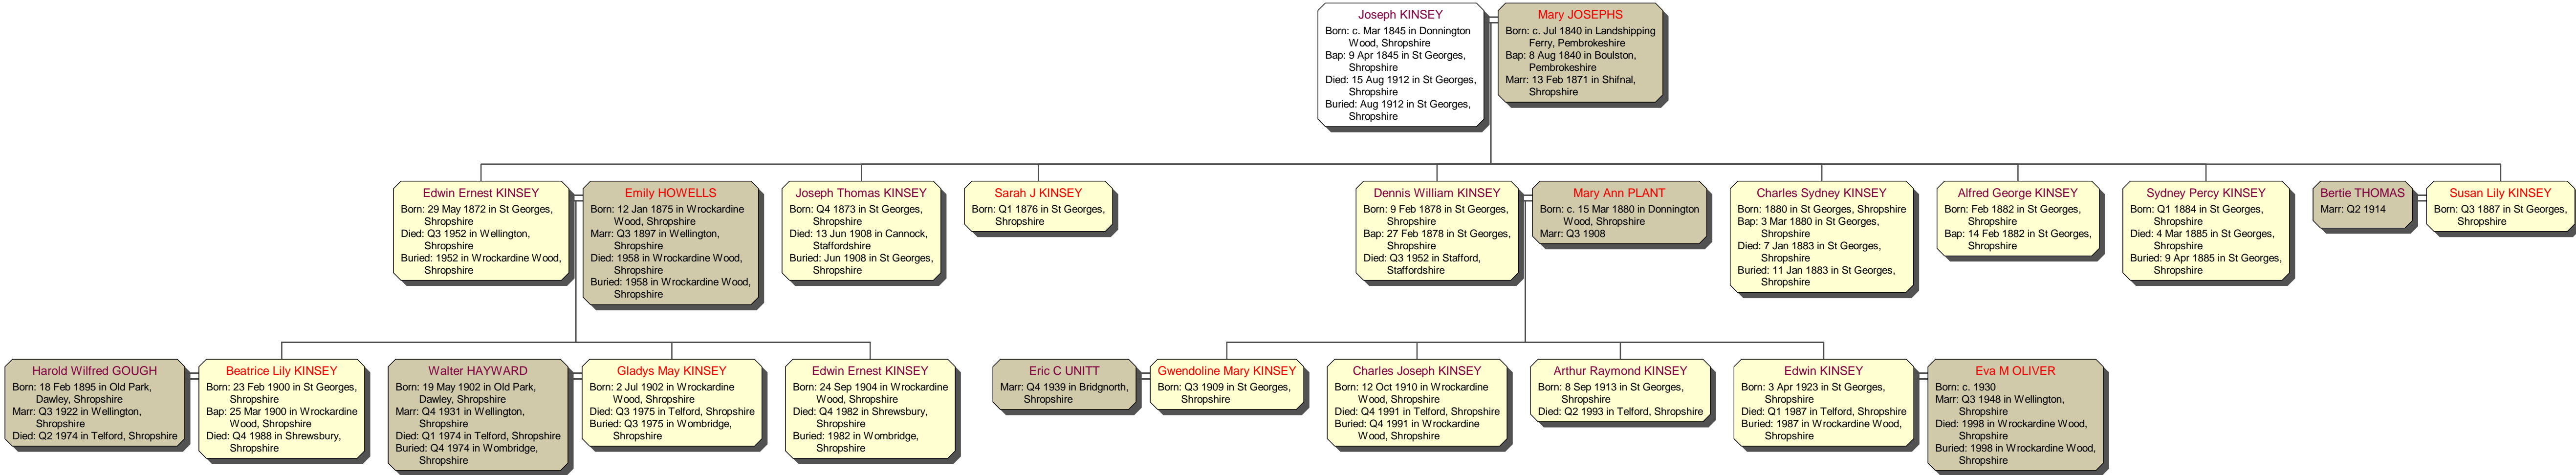 Joseph KINSEY
Born: c. Mar 1845 in Donnington
Wood, Shropshire
Bap: 9 Apr 1845 in St Georges,
Shropshire
Died: 15 Aug 1912 in St Georges,
Shropshire
Buried: Aug 1912 in St Georges,
Shropshire
Mary JOSEPHS
Born: c. Jul 1840 in Landshipping
Ferry, Pembrokeshire
Bap: 8 Aug 1840 in Boulston,
Pembrokeshire
Marr: 13 Feb 1871 in Shifnal,
Shropshire
Edwin Ernest KINSEY
Born: 29 May 1872 in St Georges,
Shropshire
Died: Q3 1952 in Wellington,
Shropshire
Buried: 1952 in Wrockardine Wood,
Shropshire
Emily HOWELLS
Born: 12 Jan 1875 in Wrockardine
Wood, Shropshire
Marr: Q3 1897 in Wellington,
Shropshire
Died: 1958 in Wrockardine Wood,
Shropshire
Buried: 1958 in Wrockardine Wood,
Shropshire
Joseph Thomas KINSEY
Born: Q4 1873 in St Georges,
Shropshire
Died: 13 Jun 1908 in Cannock,
Staffordshire
Buried: Jun 1908 in St Georges,
Shropshire
Sarah J KINSEY
Born: Q1 1876 in St Georges,
Shropshire
Dennis William KINSEY
Born: 9 Feb 1878 in St Georges,
Shropshire
Bap: 27 Feb 1878 in St Georges,
Shropshire
Died: Q3 1952 in Stafford,
Staffordshire
Mary Ann PLANT
Born: c. 15 Mar 1880 in Donnington
Wood, Shropshire
Marr: Q3 1908
Charles Sydney KINSEY
Born: 1880 in St Georges, Shropshire
Bap: 3 Mar 1880 in St Georges,
Shropshire
Died: 7 Jan 1883 in St Georges,
Shropshire
Buried: 11 Jan 1883 in St Georges,
Shropshire
Alfred George KINSEY
Born: Feb 1882 in St Georges,
Shropshire
Bap: 14 Feb 1882 in St Georges,
Shropshire
Sydney Percy KINSEY
Born: Q1 1884 in St Georges,
Shropshire
Died: 4 Mar 1885 in St Georges,
Shropshire
Buried: 9 Apr 1885 in St Georges,
Shropshire
Bertie THOMAS
Marr: Q2 1914
Susan Lily KINSEY
Born: Q3 1887 in St Georges,
Shropshire
Harold Wilfred GOUGH
Born: 18 Feb 1895 in Old Park,
Dawley, Shropshire
Marr: Q3 1922 in Wellington,
Shropshire
Died: Q2 1974 in Telford, Shropshire
Beatrice Lily KINSEY
Born: 23 Feb 1900 in St Georges,
Shropshire
Bap: 25 Mar 1900 in Wrockardine
Wood, Shropshire
Died: Q4 1988 in Shrewsbury,
Shropshire
Walter HAYWARD
Born: 19 May 1902 in Old Park,
Dawley, Shropshire
Marr: Q4 1931 in Wellington,
Shropshire
Died: Q1 1974 in Telford, Shropshire
Buried: Q4 1974 in Wombridge,
Shropshire
Gladys May KINSEY
Born: 2 Jul 1902 in Wrockardine
Wood, Shropshire
Died: Q3 1975 in Telford, Shropshire
Buried: Q3 1975 in Wombridge,
Shropshire
Edwin Ernest KINSEY
Born: 24 Sep 1904 in Wrockardine
Wood, Shropshire
Died: Q4 1982 in Shrewsbury,
Shropshire
Buried: 1982 in Wombridge,
Shropshire
Eric C UNITT
Marr: Q4 1939 in Bridgnorth,
Shropshire
Gwendoline Mary KINSEY
Born: Q3 1909 in St Georges,
Shropshire
Charles Joseph KINSEY
Born: 12 Oct 1910 in Wrockardine
Wood, Shropshire
Died: Q4 1991 in Telford, Shropshire
Buried: Q4 1991 in Wrockardine
Wood, Shropshire
Arthur Raymond KINSEY
Born: 8 Sep 1913 in St Georges,
Shropshire
Died: Q2 1993 in Telford, Shropshire
Edwin KINSEY
Born: 3 Apr 1923 in St Georges,
Shropshire
Died: Q1 1987 in Telford, Shropshire
Buried: 1987 in Wrockardine Wood,
Shropshire
Eva M OLIVER
Born: c. 1930
Marr: Q3 1948 in Wellington,
Shropshire
Died: 1998 in Wrockardine Wood,
Shropshire
Buried: 1998 in Wrockardine Wood,
Shropshire